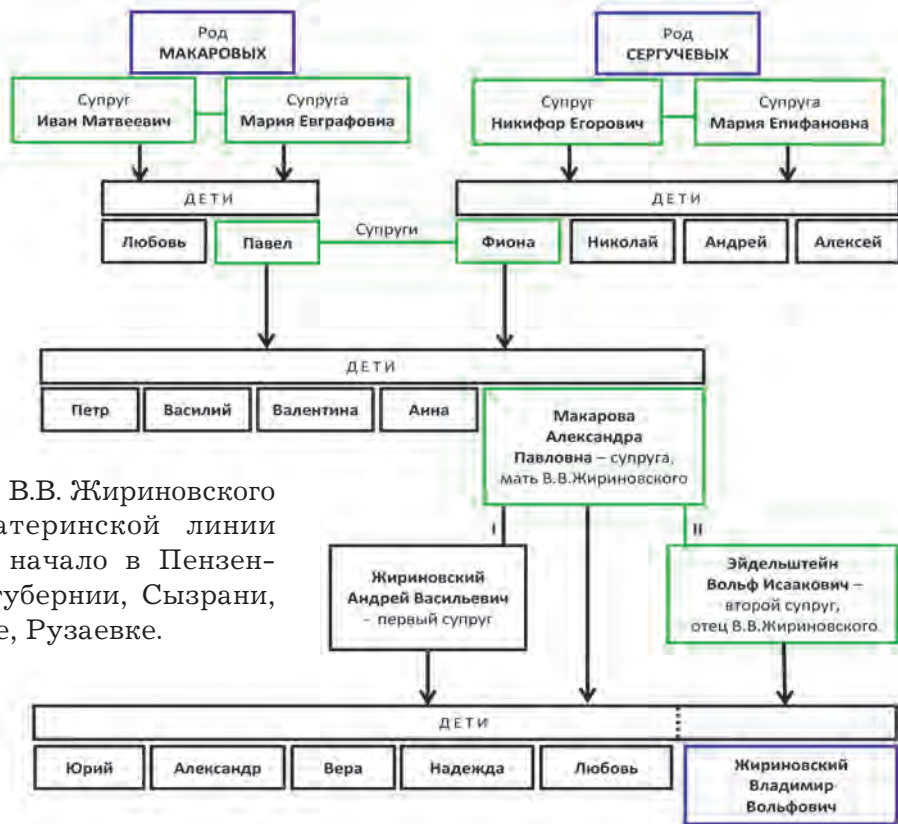 Род
МАКАРОВЫХ
Род
СЕРГУЧЕВЫХ
Супруг
Иван Матвеевич
Супруга
Мария Евграфовна
Супруг
Никифор Егорович
Супруга
Мария Епифановна
ДЕТИ
ДЕТИ
Любовь
Павел
Супруги
Фиона
Николай
Андрей
Алексей
ДЕТИ
Петр
Василий
Валентина
Анна
Макарова
Александра
Павловна – супруга,
мать В.В.Жириновского
В.В. Жириновского
атеринской линии
начало в Пензен-
губернии, Сызрани,
е, Рузаевке.
I
II
Жириновский
Андрей Васильевич
- первый супруг
Эйдельштейн
Вольф Исаакович –
второй супруг,
отец В.В.Жириновского
ДЕТИ
Юрий
Александр
Вера
Надежда
Любовь
Жириновский
Владимир
Вольфович